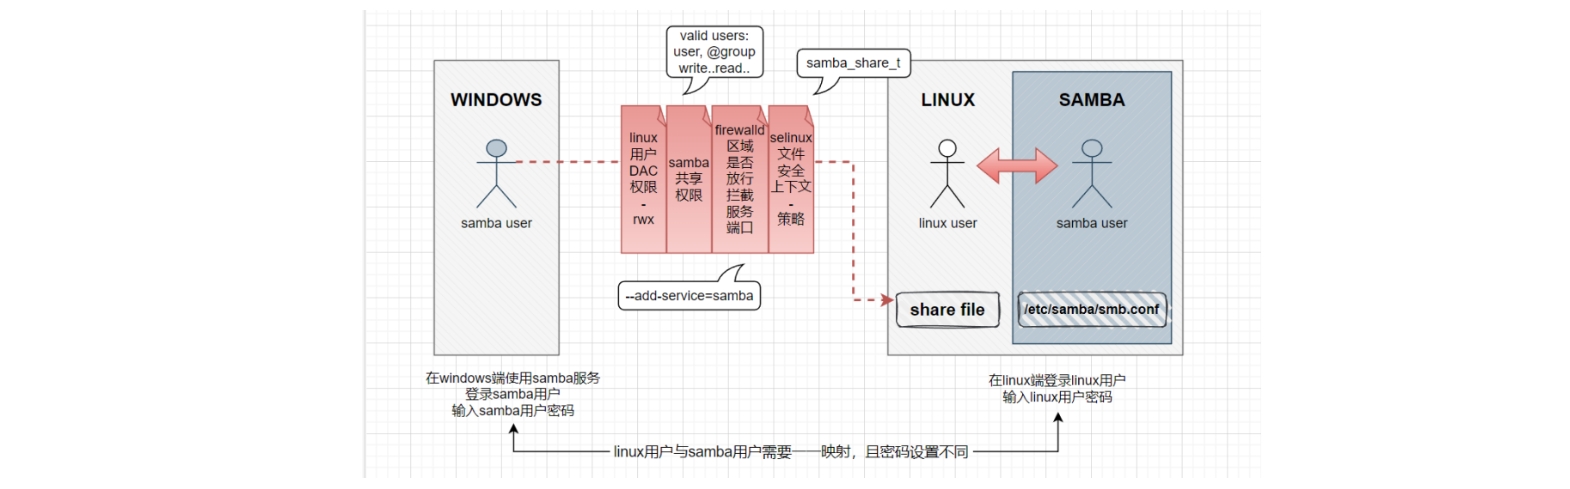 valid users:
user, @group
write..read..
samba_share_t
WINDOWS
samba user
linux
用户
DAC
权限
-
rwx
samba
共享
权限
firewalld
区域
是否
放行
拦截
服务
端口
selinux
文件
安全
上下文
-
策略
--add-service=samba
LINUX
linux user
SAMBA
samba user
share file
/etc/samba/smb.conf
在windows端使用samba服务
登录samba用户
输入samba用户密码
在linux端登录linux用户
输入linux用户密码
linux用户与samba用户需要一一映射，且密码设置不同